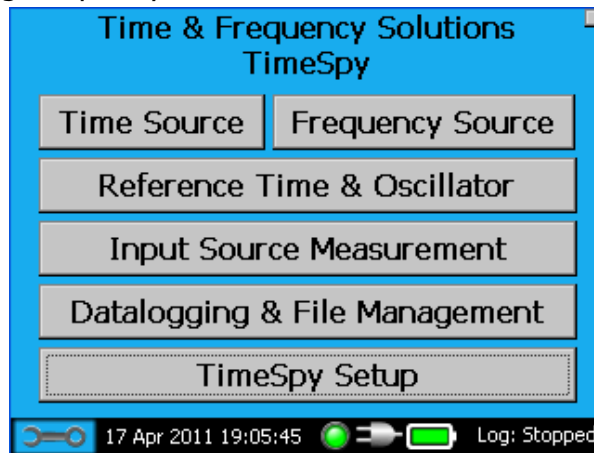 Time & Frequency Solutions
TimeSpy
Time Source Frequency Source
Reference Time & Oscillator
Input Source Measurement
Datalogging & File Management
TimeSpy Setup
17 Apr 2011 19:05:45 Log: Stopped